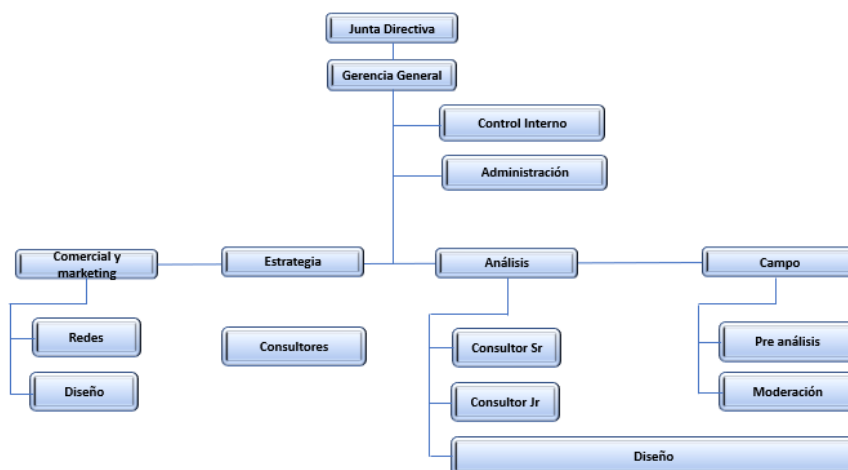 Junta Directiva
Gerencia General
Control Interno
Administración
Comercial y
marketing
Estrategia
Análisis
Campo
Redes
Consultores
Consultor Sr
Pre análisis
Diseño
Consultor Jr
Moderación
Diseño